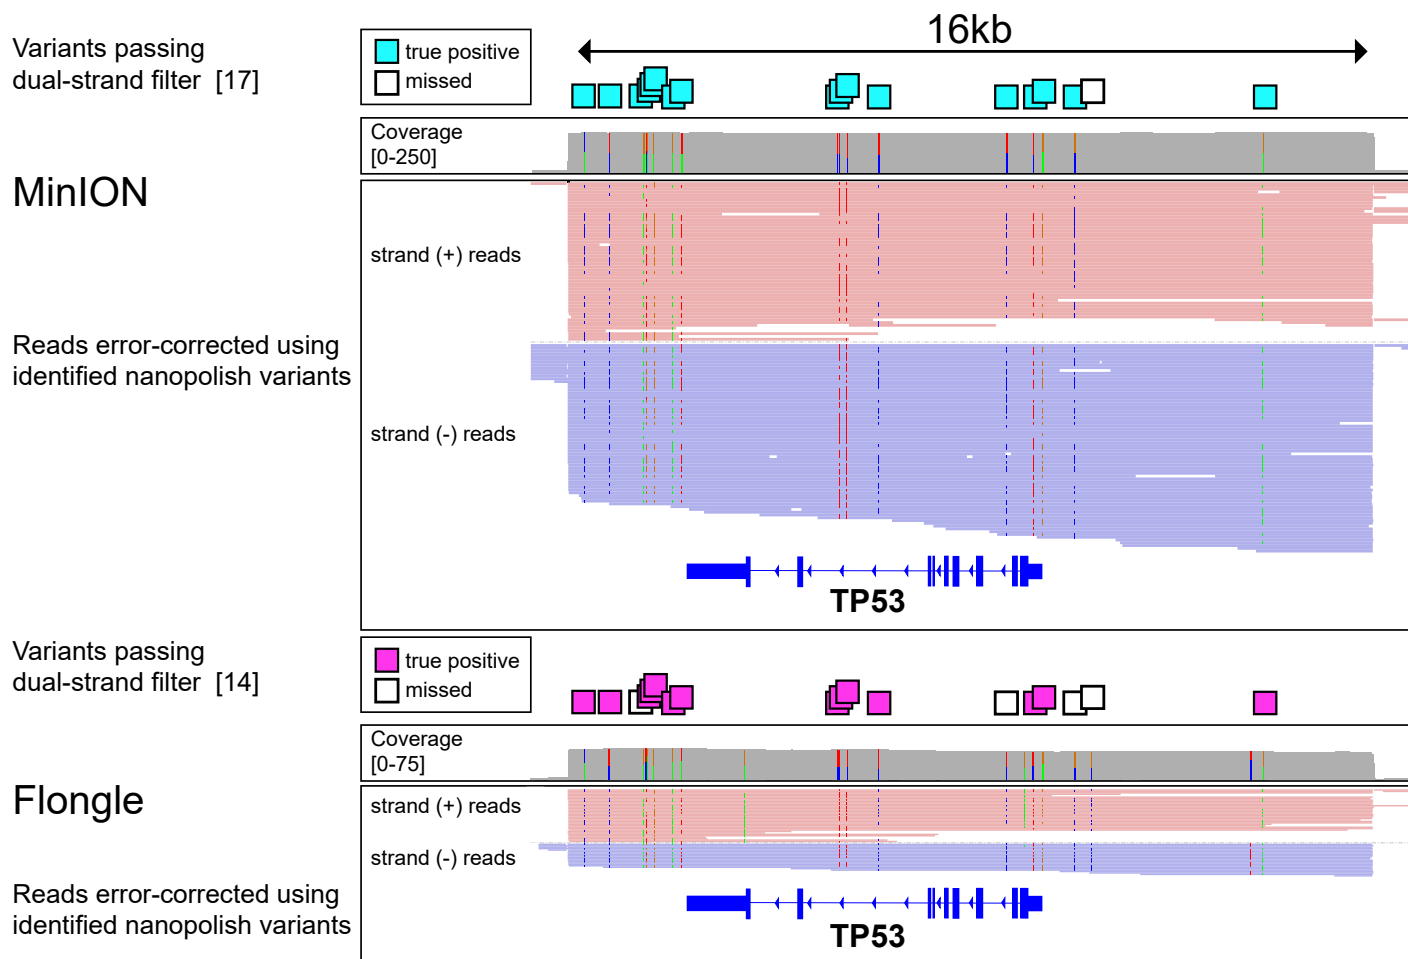 Variants passing
dual-strand filter [17]
true positive
missed
16kb
Coverage
[0-250]
MinION
strand (+) reads
Reads error-corrected using
identified nanopolish variants
strand (-) reads
TP53
Variants passing
dual-strand filter [14]
true positive
missed
Coverage
[0-75]
Flongle
strand (+) reads
strand (-) reads
Reads error-corrected using
identified nanopolish variants
TP53